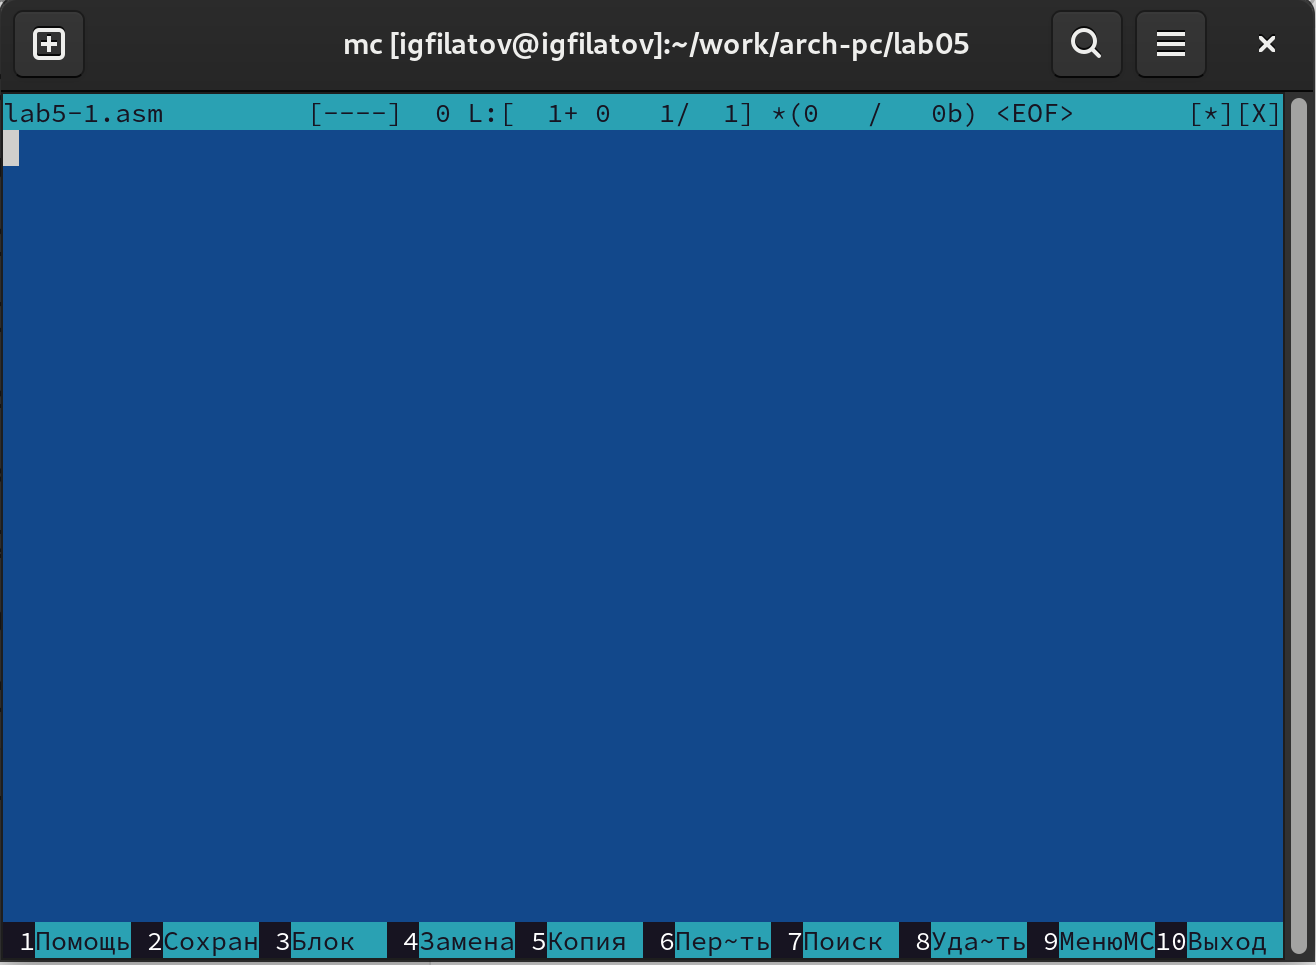 mc [igfilatov@igfilatov]:~/work/arch-pc/lab05
lab5-1.asm [----] 0 L:[ 1+ 0 1/ 1] *(0 / 0b) <EOF> [*][X]
1Помощь 2Сохран 3Блок 4Замена 5Копия 6Пер~ть 7Поиск 8Уда~ть 9МенюMC10Выход